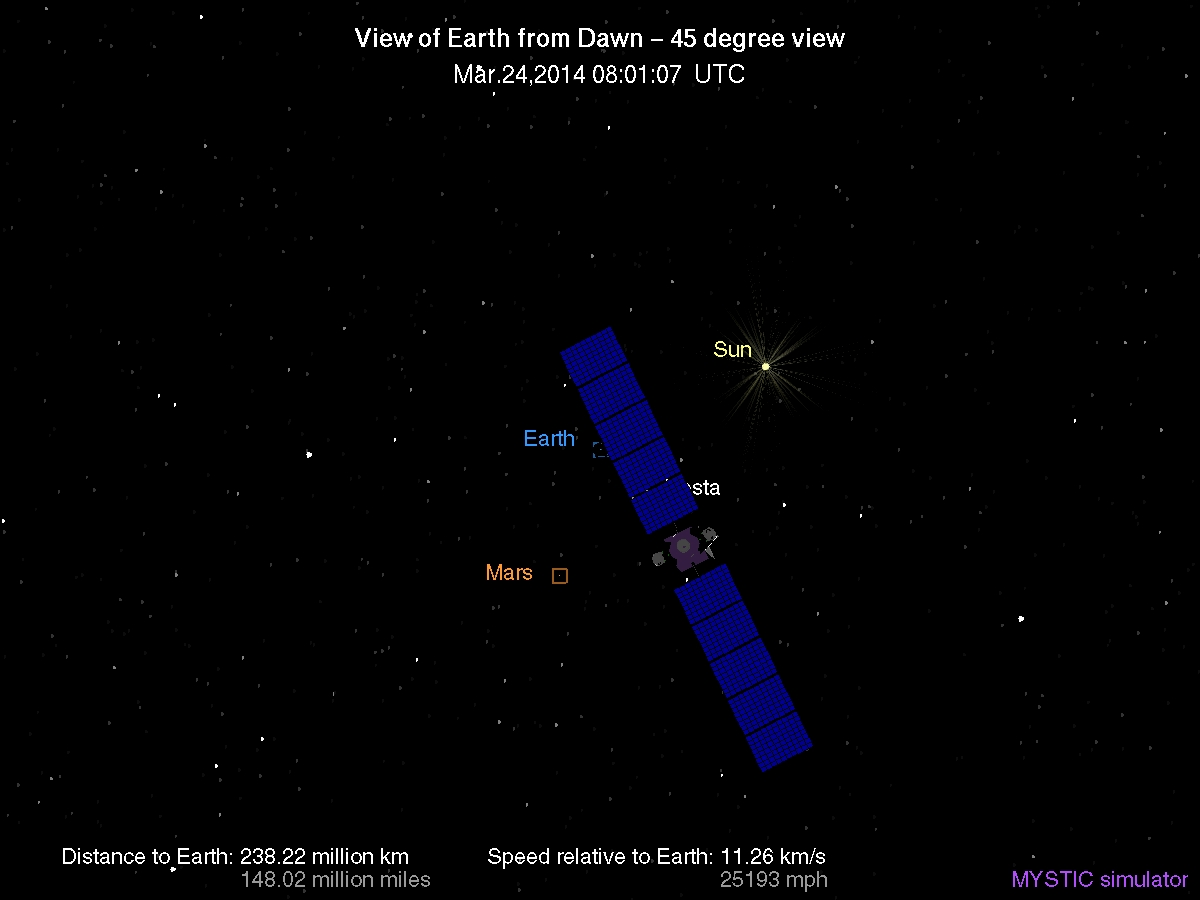 View of Earth from Dawn – 45 degree view
Mar.24,2014 08:01:07 UTC
Sun
Earth
sta
Mars
Distance to Earth: 238.22 million km
148.02 million miles
Speed relative to Earth: 11.26 km/s
25193 mph
MYSTIC simulator